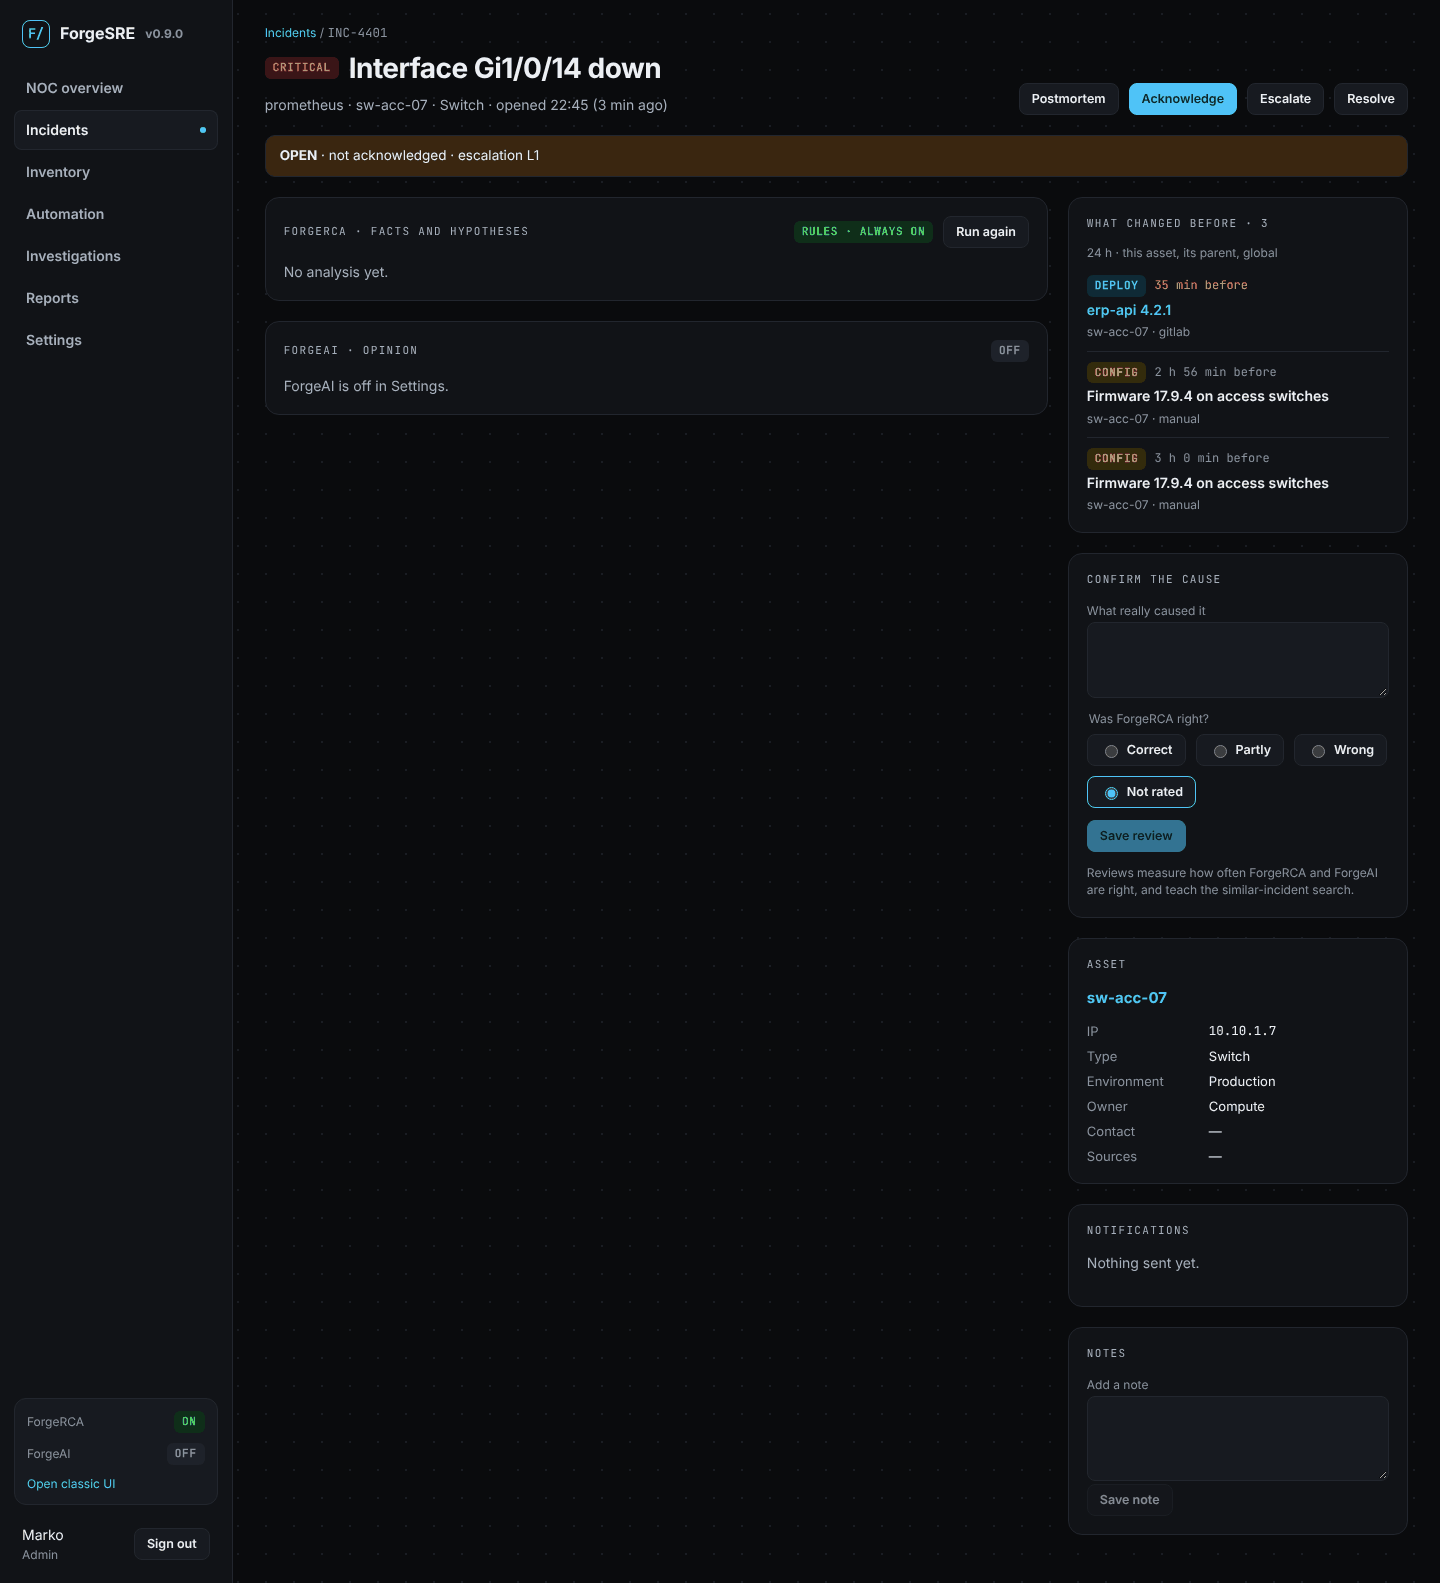 F/ ForgeSRE v0.9.0
NOC overview
Incidents
Inventory
Automation
Investigations
Reports
Settings
ForgeRCA ON
ForgeAI OFF
Open classic UI
Marko
Admin
Sign out
Incidents / INC-4401
CRITICAL Interface Gi1/0/14 down
prometheus · sw-acc-07 · Switch · opened 22:45 (3 min ago)
Postmortem Acknowledge Escalate Resolve
OPEN · not acknowledged · escalation L1
FORGERCA · FACTS AND HYPOTHESES RULES · ALWAYS ON Run again
No analysis yet.
FORGEAI · OPINION OFF
ForgeAI is off in Settings.
WHAT CHANGED BEFORE · 3
24 h · this asset, its parent, global
DEPLOY 35 min before
erp-api 4.2.1
sw-acc-07 · gitlab
CONFIG 2 h 56 min before
Firmware 17.9.4 on access switches
sw-acc-07 · manual
CONFIG 3 h 0 min before
Firmware 17.9.4 on access switches
sw-acc-07 · manual
CONFIRM THE CAUSE
What really caused it
Was ForgeRCA right?
Correct Partly Wrong
Not rated
Save review
Reviews measure how often ForgeRCA and ForgeAI
are right, and teach the similar-incident search.
ASSET
sw-acc-07
IP 10.10.1.7
Type Switch
Environment Production
Owner Compute
Contact —
Sources —
NOTIFICATIONS
Nothing sent yet.
NOTES
Add a note
Save note